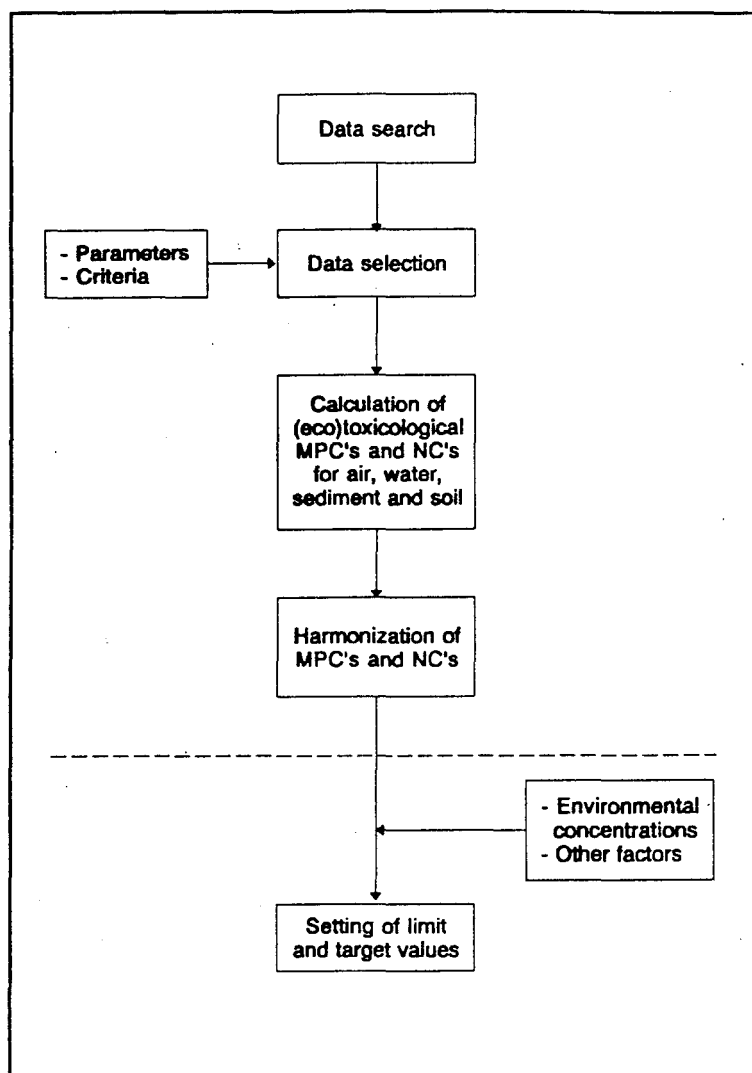 Data search
- Parameters
- Criteria
Data selection
Calculation of
(eco)toxicological
MPC's and NC's
for air, water,
sediment and soil
Harmonization of
MPC's and NC's
- Environmental
concentrations
- Other factors
Setting of limit
and target values